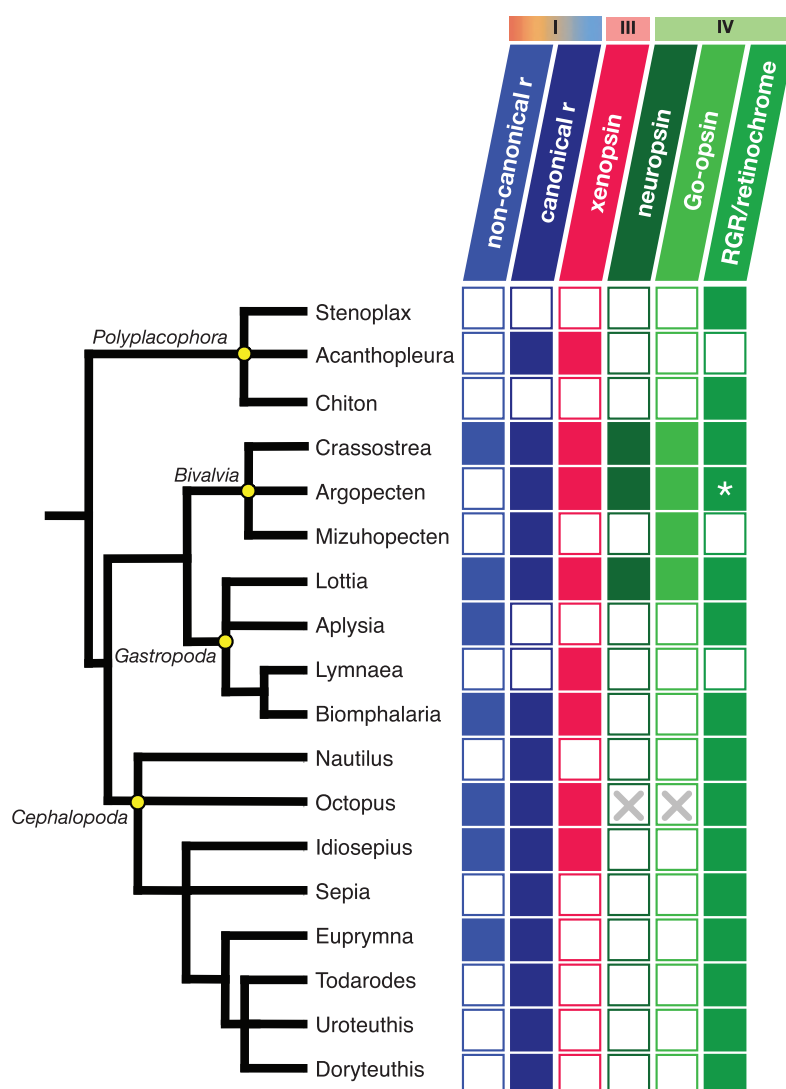 I III IV
non-canonical r
canonical r
xenopsin
neuropsin
Go-opsin
RGR/retinochrome
Stenoplax
Polyplacophora
Acanthopleura
Chiton
Crassostrea
Bivalvia
Argopecten
*
Mizuhopecten
Lottia
Aplysia
Gastropoda
Lymnaea
Biomphalaria
Nautilus
Octopus
Cephalopoda
Idiosepius
Sepia
Euprymna
Todarodes
Uroteuthis
Doryteuthis